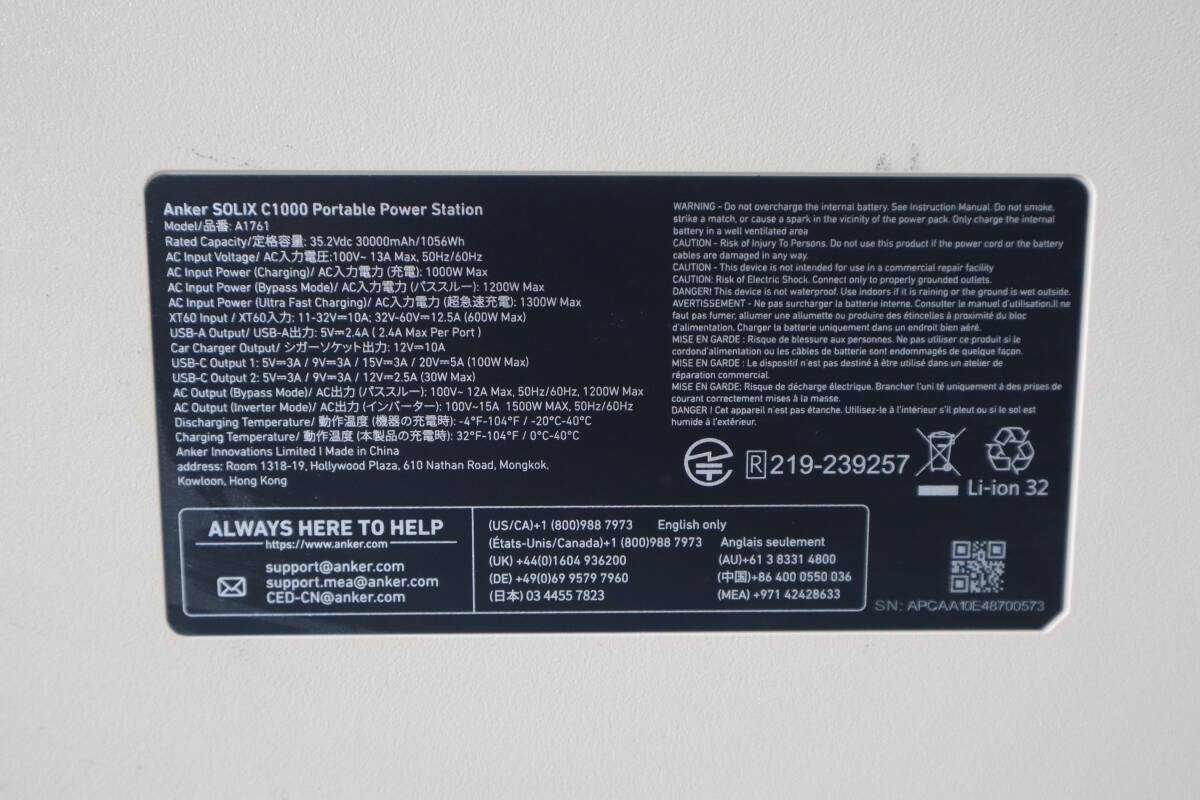 Anker SOLIX C1000 Portable Power Station
Model/品番: A1761
Rated Capacity/定格容量: 35.2Vdc 30000mAh/1056Wh
AC Input Voltage/ AC入力電圧:100V~ 13A Max, 50Hz/60Hz
AC Input Power (Charging)/ AC入力電力 (充電): 1000W Max
AC Input Power (Bypass Mode)/ AC入力電力 (パススルー): 1200W Max
AC Input Power (Ultra Fast Charging)/ AC入力電力 (超急速充電): 1300W Max
XT60 Input / XT60入力: 11-32V⎓10A; 32V-60V⎓12.5A (600W Max)
USB-A Output/ USB-A出力: 5V⎓2.4A ( 2.4A Max Per Port )
Car Charger Output/ シガーソケット出力: 12V⎓10A
USB-C Output 1: 5V⎓3A / 9V⎓3A / 15V⎓3A / 20V⎓5A (100W Max)
USB-C Output 2: 5V⎓3A / 9V⎓3A / 12V⎓2.5A (30W Max)
AC Output (Bypass Mode)/ AC出力 (パススルー): 100V~ 12A Max, 50Hz/60Hz, 1200W Max
AC Output (Inverter Mode)/ AC出力 (インバーター): 100V~15A 1500W MAX, 50Hz/60Hz
Discharging Temperature/ 動作温度 (機器の充電時): -4°F-104°F / -20°C-40°C
Charging Temperature/ 動作温度 (本製品の充電時): 32°F-104°F / 0°C-40°C
Anker Innovations Limited I Made in China
address: Room 1318-19, Hollywood Plaza, 610 Nathan Road, Mongkok,
Kowloon, Hong Kong
WARNING - Do not overcharge the internal battery. See Instruction Manual. Do not smoke,
strike a match, or cause a spark in the vicinity of the power pack. Only charge the internal
battery in a well ventilated area
CAUTION - Risk of Injury To Persons. Do not use this product if the power cord or the battery
cables are damaged in any way.
CAUTION - This device is not intended for use in a commercial repair facility
CAUTION: Risk of Electric Shock. Connect only to properly grounded outlets.
DANGER! This device is not waterproof. Use indoors if it is raining or the ground is wet outside.
AVERTISSEMENT - Ne pas surcharger la batterie interne. Consulter le manuel d'utilisation.Il ne
faut pas fumer, allumer une allumette ou produire des étincelles à proximité du bloc
d'alimentation. Charger la batterie uniquement dans un endroit bien aéré.
MISE EN GARDE : Risque de blessure aux personnes. Ne pas utiliser ce produit si le
cordond'alimentation ou les câbles de batterie sont endommagés de quelque façon.
MISE EN GARDE : Le dispositif n'est pas destiné à être utilisé dans un atelier de
réparation commercial.
MISE EN GARDE: Risque de décharge électrique. Brancher l'uni té uniquement à des prises de
courant correctement mises à la masse.
DANGER ! Cet appareil n'est pas étanche. Utilisez-le à l'intérieur s'il pleut ou si le sol est
humide à l'extérieur.
R 219-239257
Li-ion 32
ALWAYS HERE TO HELP
https://www.anker.com
support@anker.com
support.mea@anker.com
CED-CN@anker.com
(US/CA)+1 (800)988 7973 English only
(États-Unis/Canada)+1 (800)988 7973 Anglais seulement
(UK) +44(0)1604 936200 (AU)+61 3 8331 4800
(DE) +49(0)69 9579 7960 (中国)+86 400 0550 036
(日本) 03 4455 7823 (MEA) +971 42428633
SN: APCAA10E48700573